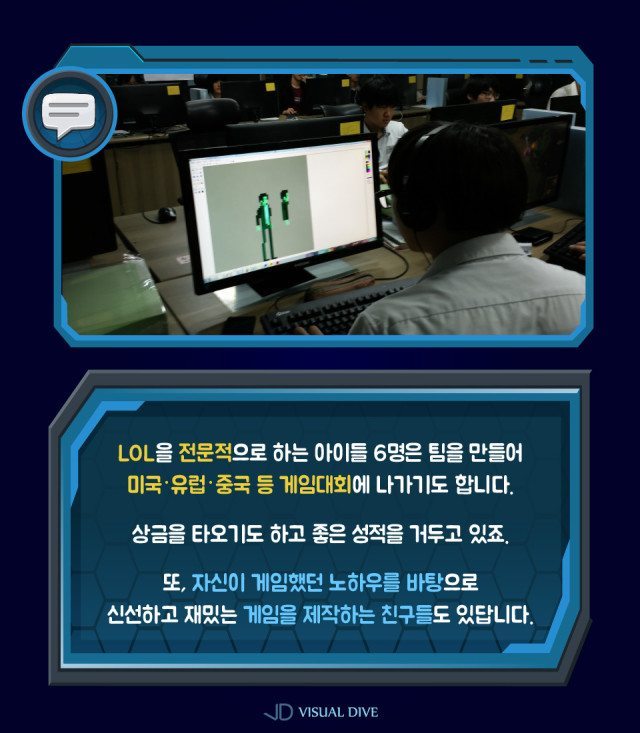 LOL을 전문적으로 하는 아이들 6명은 팀을 만들어
미국·유럽·중국 등 게임대회에 나가기도 합니다.
상금을 타오기도 하고 좋은 성적을 거두고 있죠.
또, 자신이 게임했던 노하우를 바탕으로
신선하고 재밌는 게임을 제작하는 친구들도 있답니다.
VISUAL DIVE